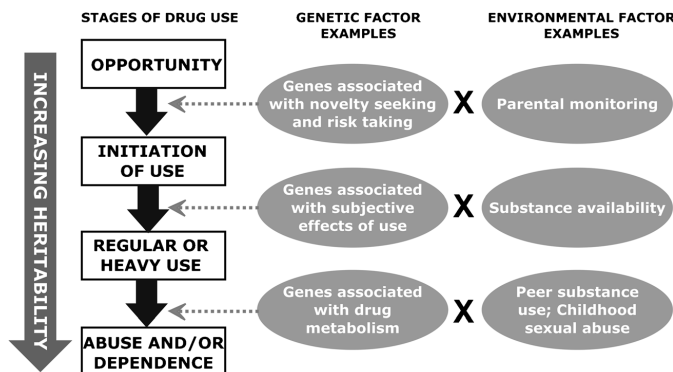 STAGES OF DRUG USE
GENETIC FACTOR
EXAMPLES
ENVIRONMENTAL FACTOR
EXAMPLES
INCREASING HERITABILITY
OPPORTUNITY
Genes associated
with novelty seeking
and risk taking
X
Parental monitoring
INITIATION
OF USE
Genes associated
with subjective
effects of use
X
Substance availability
REGULAR OR
HEAVY USE
Genes associated
with drug
metabolism
X
Peer substance
use; Childhood
sexual abuse
ABUSE AND/OR
DEPENDENCE